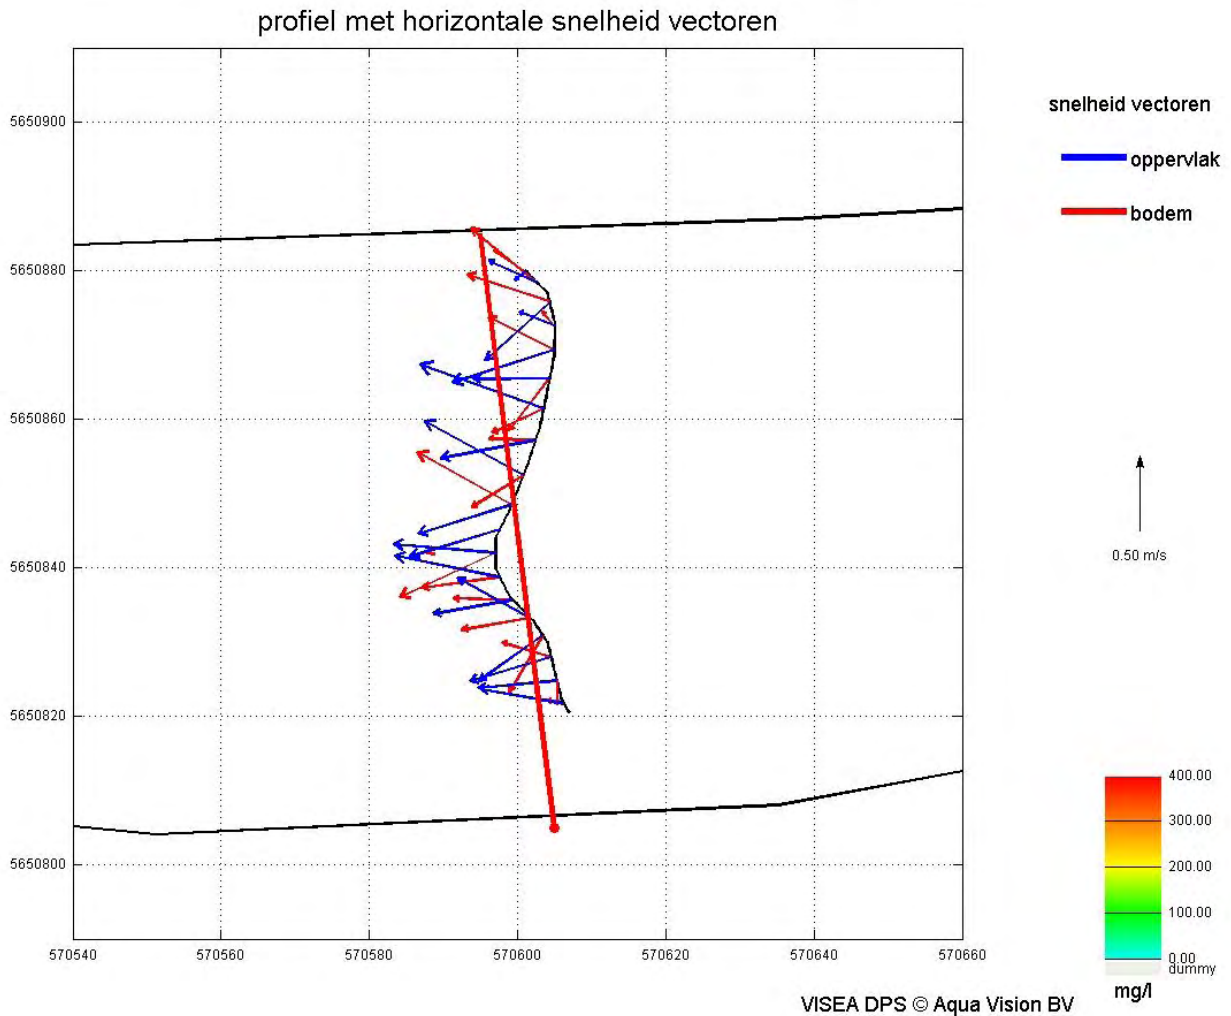 profiel met horizontale snelheid vectoren
snelheid vectoren
oppervlak
bodem
5650900
5650880
5650860
5650840
5650820
5650800
570540 570560 570580 570600 570620 570640 570660
0.50 m/s
400.00
300.00
200.00
100.00
0.00
dummy
mg/l
VISEA DPS © Aqua Vision BV